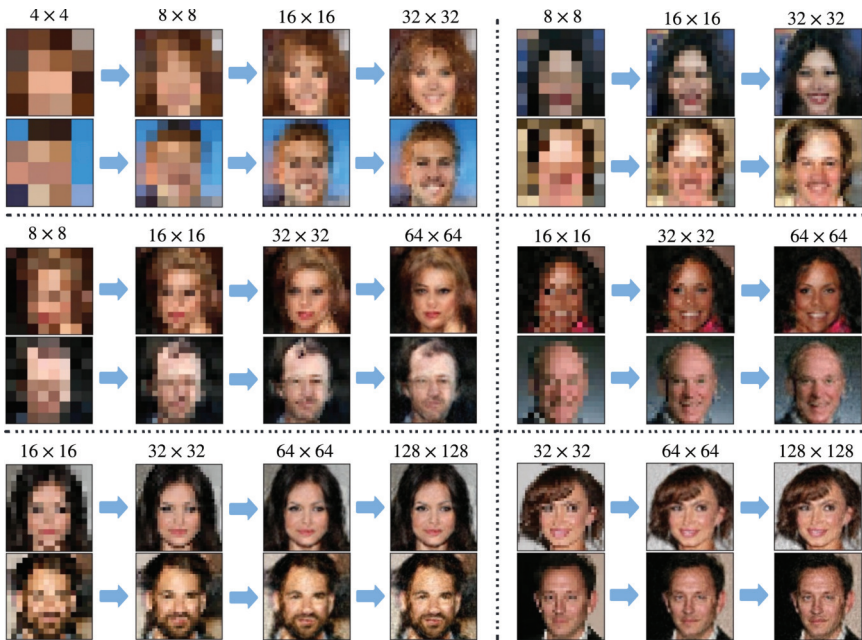 4 × 4 8 × 8 16 × 16 32 × 32 8 × 8 16 × 16 32 × 32
8 × 8 16 × 16 32 × 32 64 × 64 16 × 16 32 × 32 64 × 64
16 × 16 32 × 32 64 × 64 128 × 128 32 × 32 64 × 64 128 × 128